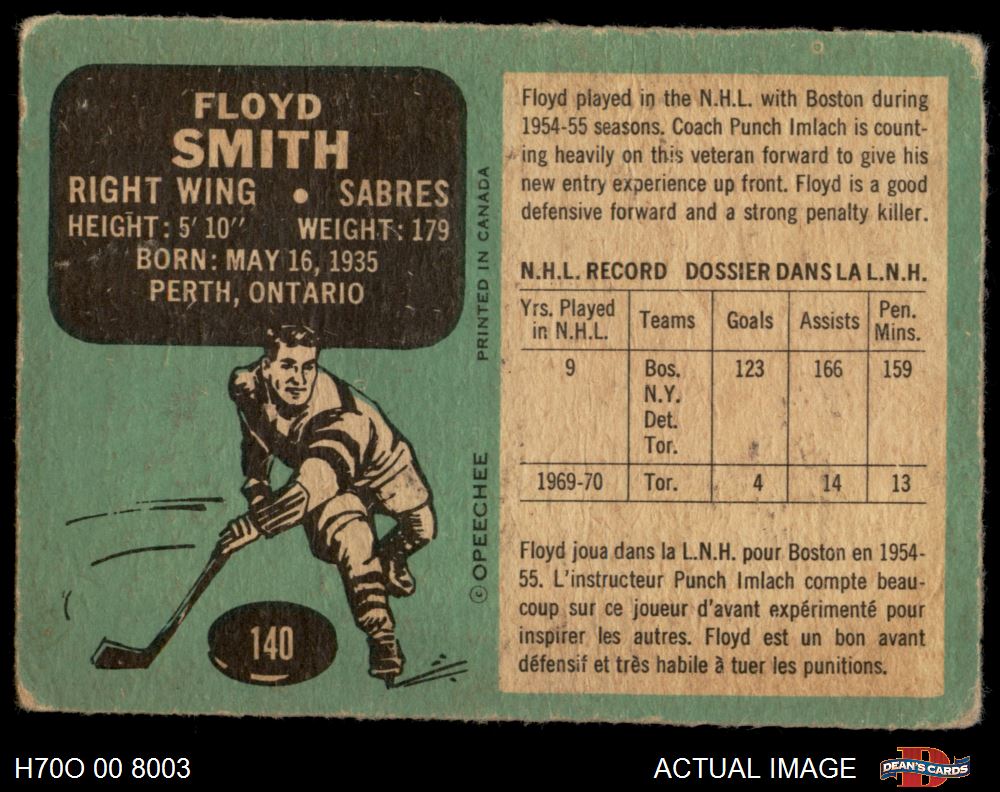 FLOYD
SMITH
RIGHT WING • SABRES
HEIGHT: 5' 10" WEIGHT: 179
BORN: MAY 16, 1935
PERTH, ONTARIO
140
© OPEECHEE PRINTED IN CANADA
Floyd played in the N.H.L. with Boston during
1954-55 seasons. Coach Punch Imlach is count-
ing heavily on this veteran forward to give his
new entry experience up front. Floyd is a good
defensive forward and a strong penalty killer.
N.H.L. RECORD DOSSIER DANS LA L.N.H.
Yrs. Played in N.H.L. Teams Goals Assists Pen. Mins.
9 Bos. 123 166 159
N.Y.
Det.
Tor.
1969-70 Tor. 4 14 13
Floyd joua dans la L.N.H. pour Boston en 1954-
55. L'instructeur Punch Imlach compte beau-
coup sur ce joueur d'avant expérimenté pour
inspirer les autres. Floyd est un bon avant
défensif et très habile à tuer les punitions.
H70O 00 8003
ACTUAL IMAGE
D
DEAN'S CARDS